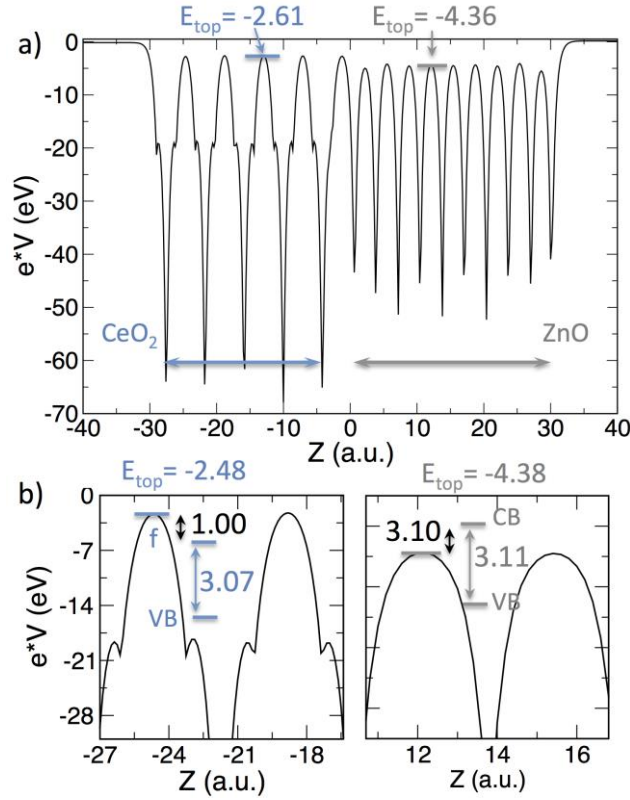 E_top= -2.61
E_top= -4.36
a)
0
-10
-20
-30
-40
-50
-60
-70
e*V (eV)
CeO₂
ZnO
-40
-30
-20
-10
0
10
20
30
40
Z (a.u.)
b)
E_top= -2.48
E_top= -4.38
0
-7
-14
-21
-28
e*V (eV)
f
1.00
3.07
VB
CB
3.10
3.11
VB
-27
-24
-21
-18
Z (a.u.)
12
14
16
Z (a.u.)